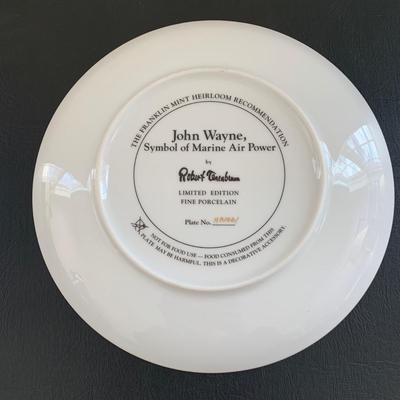 THE FRANKLIN MINT HEIRLOOM RECOMMENDATION
John Wayne,
Symbol of Marine Air Power
by
Robert Tanenbaum
LIMITED EDITION
FINE PORCELAIN
Plate No.
NOT FOR FOOD USE — FOOD CONSUMED FROM THIS
PLATE MAY BE HARMFUL. THIS IS A DECORATIVE ACCESSORY.